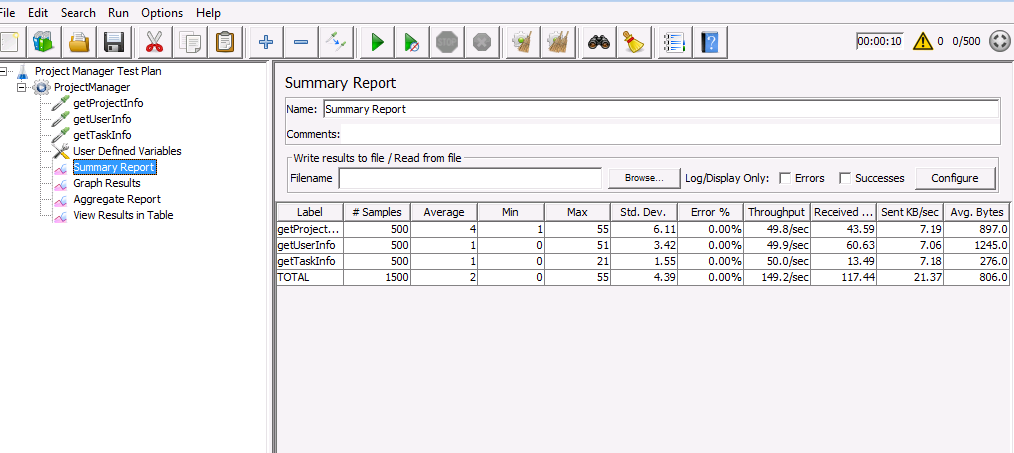 File Edit Search Run Options Help
STOP 00:00:10 0 0/500 ?
Project Manager Test Plan
ProjectManager
getProjectInfo
getUserInfo
getTaskInfo
User Defined Variables
Summary Report
Graph Results
Aggregate Report
View Results in Table
Summary Report
Name: Summary Report
Comments:
Write results to file / Read from file
Filename Browse... Log/Display Only: Errors Successes Configure
Label # Samples Average Min Max Std. Dev. Error % Throughput Received ... Sent KB/sec Avg. Bytes
getProject... 500 4 1 55 6.11 0.00% 49.8/sec 43.59 7.19 897.0
getUserInfo 500 1 0 51 3.42 0.00% 49.9/sec 60.63 7.06 1245.0
getTaskInfo 500 1 0 21 1.55 0.00% 50.0/sec 13.49 7.18 276.0
TOTAL 1500 2 0 55 4.39 0.00% 149.2/sec 117.44 21.37 806.0